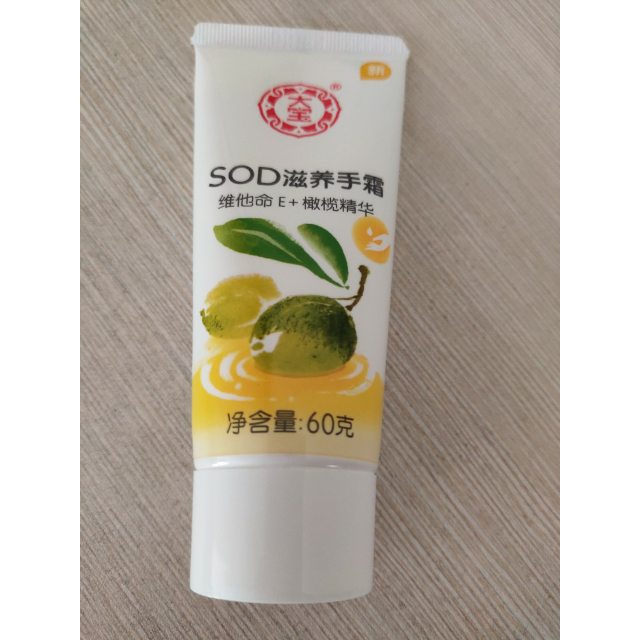 新
大宝®
SOD滋养手霜
维他命 E+ 橄榄精华
净含量:60克